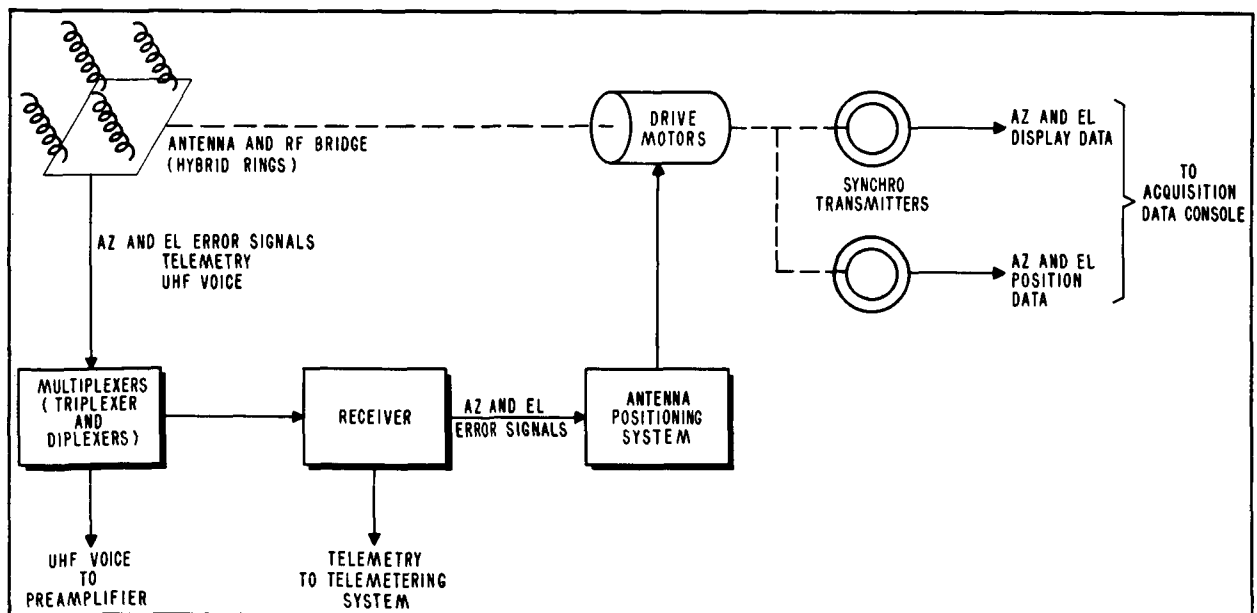 ANTENNA AND RF BRIDGE
(HYBRID RINGS)
DRIVE
MOTORS
SYNCHRO
TRANSMITTERS
AZ AND EL
DISPLAY DATA
AZ AND EL
POSITION
DATA
TO
ACQUISITION
DATA CONSOLE
AZ AND EL ERROR SIGNALS
TELEMETRY
UHF VOICE
MULTIPLEXERS
(TRIPLEXER
AND
DIPLEXERS)
RECEIVER
AZ AND EL
ERROR SIGNALS
ANTENNA
POSITIONING
SYSTEM
UHF VOICE
TO
PREAMPLIFIER
TELEMETRY
TO TELEMETERING
SYSTEM